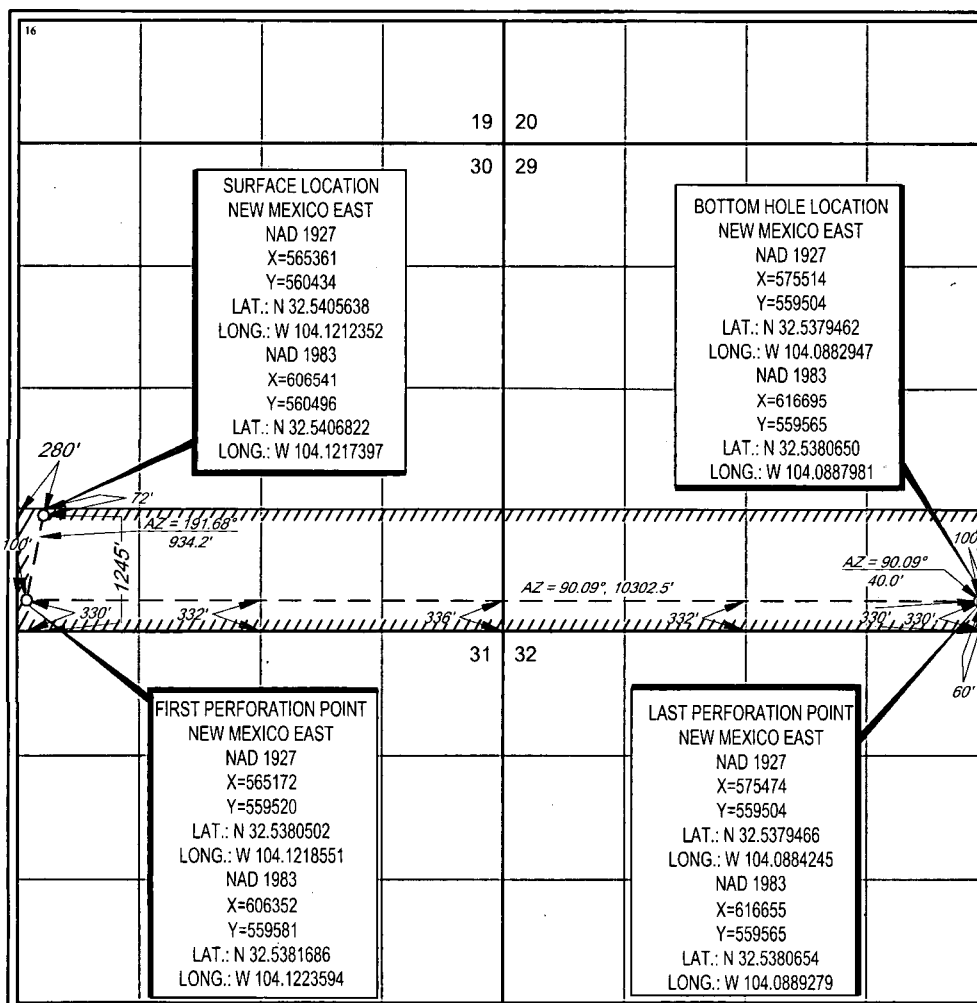 16
19 20
30 29
SURFACE LOCATION
NEW MEXICO EAST
NAD 1927
X=565361
Y=560434
LAT.: N 32.5405638
LONG.: W 104.1212352
NAD 1983
X=606541
Y=560496
LAT.: N 32.5406822
LONG.: W 104.1217397
BOTTOM HOLE LOCATION
NEW MEXICO EAST
NAD 1927
X=575514
Y=559504
LAT.: N 32.5379462
LONG.: W 104.0882947
NAD 1983
X=616695
Y=559565
LAT.: N 32.5380650
LONG.: W 104.0887981
280'
72'
AZ = 191.68°
934.2'
100'
1245'
100'
AZ = 90.09°
40.0'
AZ = 90.09°, 10302.5'
330' 332' 336' 332' 330' 330'
60'
31 32
FIRST PERFORATION POINT
NEW MEXICO EAST
NAD 1927
X=565172
Y=559520
LAT.: N 32.5380502
LONG.: W 104.1218551
NAD 1983
X=606352
Y=559581
LAT.: N 32.5381686
LONG.: W 104.1223594
LAST PERFORATION POINT
NEW MEXICO EAST
NAD 1927
X=575474
Y=559504
LAT.: N 32.5379466
LONG.: W 104.0884245
NAD 1983
X=616655
Y=559565
LAT.: N 32.5380654
LONG.: W 104.0889279